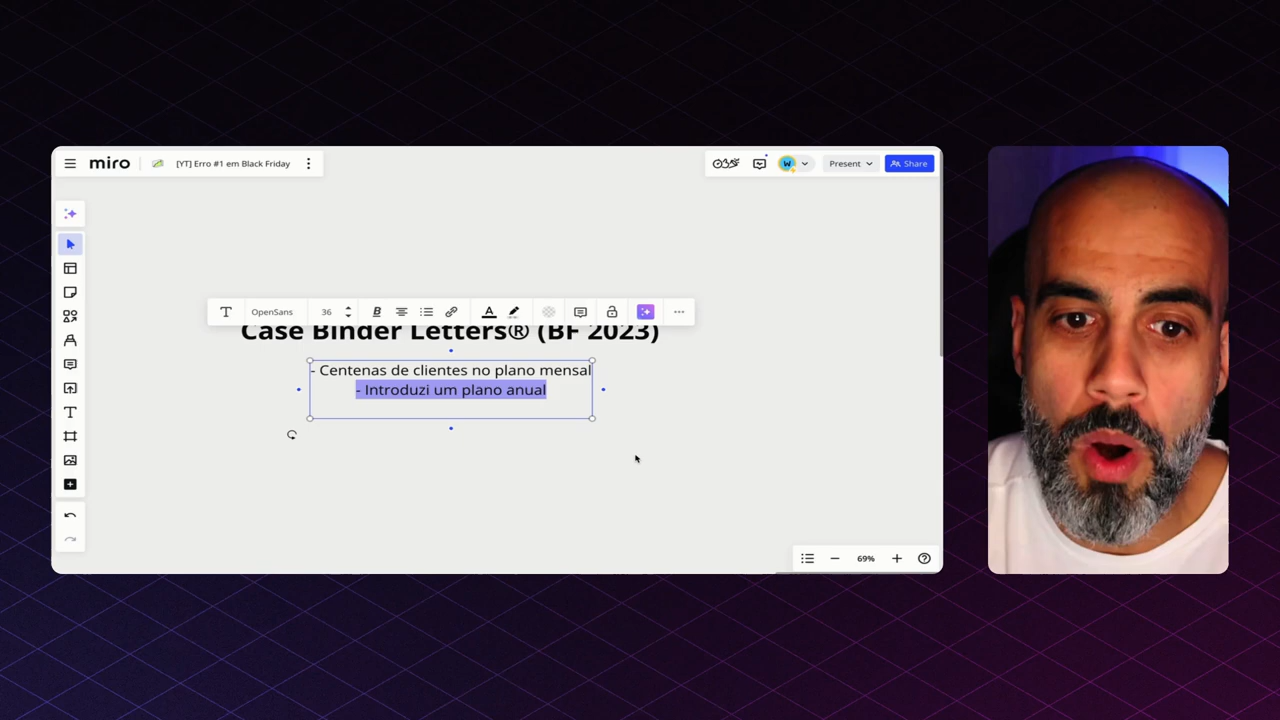 miro
[YT] Erro #1 em Black Friday
W
Present
Share
OpenSans
36
B
A
Case Binder Letters® (BF 2023)
- Centenas de clientes no plano mensal
- Introduzi um plano anual
69%